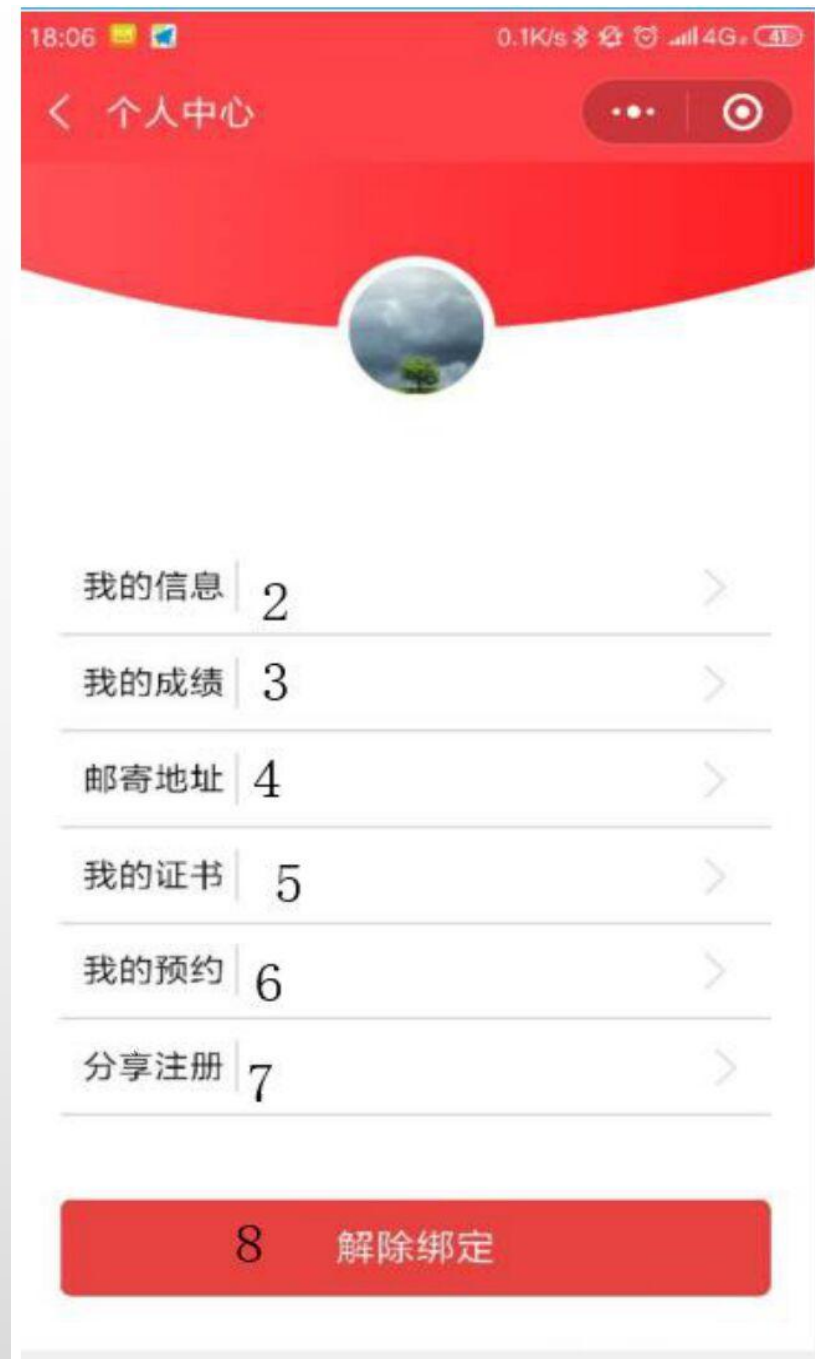 18:06 0.1K/s 4G 41
个人中心
我的信息 2
我的成绩 3
邮寄地址 4
我的证书 5
我的预约 6
分享注册 7
8 解除绑定